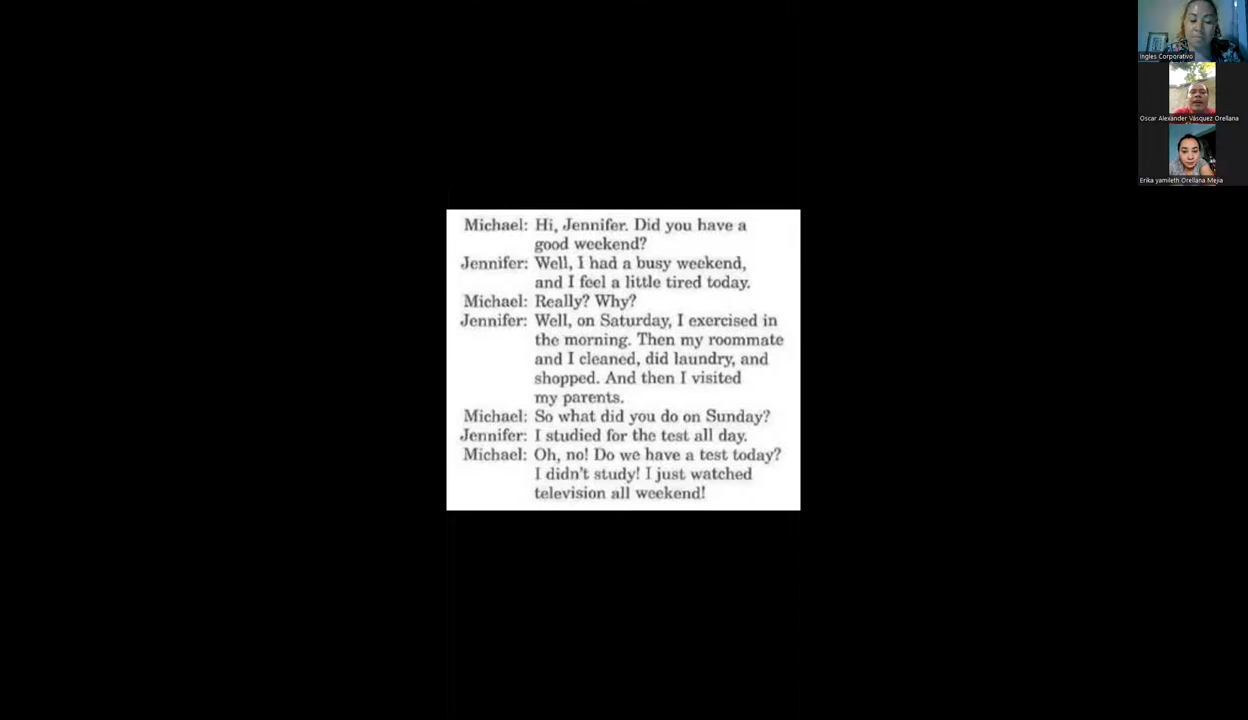 Ingles Corporativo
Oscar Alexander Vásquez Orellana
Erika yamileth Orellana Mejia
Michael: Hi, Jennifer. Did you have a
good weekend?
Jennifer: Well, I had a busy weekend,
and I feel a little tired today.
Michael: Really? Why?
Jennifer: Well, on Saturday, I exercised in
the morning. Then my roommate
and I cleaned, did laundry, and
shopped. And then I visited
my parents.
Michael: So what did you do on Sunday?
Jennifer: I studied for the test all day.
Michael: Oh, no! Do we have a test today?
I didn't study! I just watched
television all weekend!